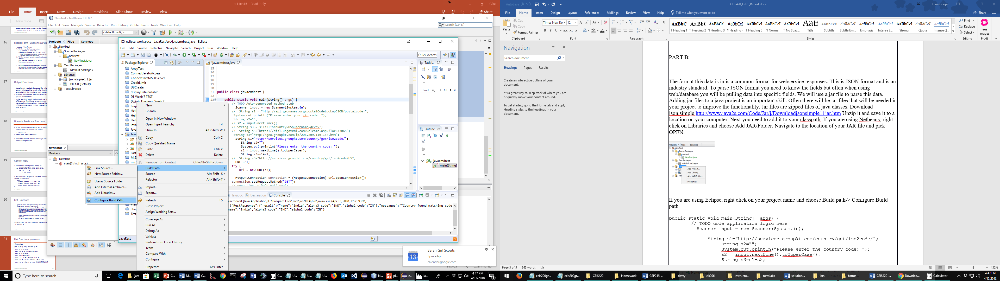 pl11ch15 – Read-only
Gina
File Home Insert Draw Design Transitions Slide Show Review View
Share
New Slide
16
Special Form Function: DEFINE
17
Output Functions
18
Numeric Predicate Functions
19
Control Flow
20
List Functions
21
List Functions (continued)
- Examples:
NewTest - NetBeans IDE 8.2
File Edit View Navigate Source Refactor Run Debug Profile Team Tools Window Help
Search (Ctrl+I)
<default config>
Projects Files Services
NewTest
Source Packages
newtest
NewTest.java
Test Packages
<default package>
Libraries
json-simple-1.1.jar
JDK 1.8 (Default)
Test Libraries
Navigator
Members
NewTest
main(String[] args)
eclipse-workspace - JavaRest/src/javacmdrest.java - Eclipse
File Edit Source Refactor Navigate Search Project Run Window Help
Quick Access
Package Explorer
ArrayTest
ConnectJavatoAccess
ConnectJavatoSQLServer
CreditLimit
DBCreate
displayDatainaTable
DT Week 7 TEST
DwightThevenot Week 7
*javacmdrest.java
15
16
17
18
19
20
21 public class javacmdrest {
22
23 public static void main(String[] args) {
// TODO Auto-generated method stub
Scanner input = new Scanner(System.in);
// String s1 = "http://api.geonames.org/postalCodeLookupJSON?postalcode=";
System.out.println("Please enter your zip code: ");
String s2="";
// s2 = input.nextLine();
// String s3 = s1+s2+"&country=US&username=devry";
// String s3="https://afsl.usgovxml.com/welcome.aspx?loc=43065";
String s3="http://geo.groupkt.com/ip/206.209.110.134.htm";
String s1="http://services.groupkt.com/country/get/iso2code/";
String s2="";
System.out.println("Please enter the country code: ");
s2 = input.nextLine().toUpperCase();
String s3=s1+s2;
// String s3="http://services.groupkt.com/country/get/iso2code/US";
URL url;
try {
url = new URL(s3);
HttpURLConnection connection = (HttpURLConnection) url.openConnection();
connection.setRequestMethod("GET");
//connection.setDoOutput(true);
New
Go Into
Open in New Window
Open Type Hierarchy F4
Show In Alt+Shift+W
Copy Ctrl+C
Copy Qualified Name
Paste Ctrl+V
Delete Delete
Remove from Context Ctrl+Alt+Shift+Down
Build Path
Source Alt+Shift+S
Refactor Alt+Shift+T
Import...
Export...
Refresh F5
Close Project
Assign Working Sets...
Coverage As
Run As
Debug As
Validate
Restore from Local History...
Team
Compare With
Configure
Properties Alt+Enter
Link Source...
New Source Folder...
Use as Source Folder
Add External Archives...
Add Libraries...
Configure Build Path...
Task L...
Find All
Outline
javacmdrest
main(String[
Javadoc Declaration Console
javacmdrest [Java Application] C:\Program Files\Java\jre-9.0.4\bin\javaw.exe (Apr 12, 2018, 7:55:09 PM)
{"RestResponse":{"result":{"name":"India","alpha3_code":"IND","alpha2_code":"IN"},"messages":["Country found matching code
name":"India","alpha3_code":"IND","alpha2_code":"IN"}
JavaRest
Sarah Girl Scouts
3pm – 6pm
calendar.google.com
13
Notes Comments
Type here to search
4:47 PM
4/13/2018
AutoSave Off
CEIS420_Lab1_Report.docx
Gina Cooper
File Home Insert Design Layout References Mailings Review View Help Tell me what you want to do
Share
Paste
Cut
Copy
Format Painter
Clipboard
Times New Ro 12
Font
Paragraph
Heading 1 Heading 2 Heading 3 Heading 4 Heading 5 Normal No Spac... Title Subtitle Subtle Em... Emphasis Intense E... Strong Quote Intense Q...
Styles
Find
Replace
Select
Editing
Free Images
Pickit
Navigation
Search document
Headings Pages Results
Create an interactive outline of your
document.
It's a great way to keep track of where you are
or quickly move your content around.
To get started, go to the Home tab and apply
Heading styles to the headings in your
document.
PART B:
The format this data is in is a common format for webservice responses. This is JSON format and is an
industry standard. To parse JSON format you need to know the fields but often when using
web/database you will be pulling data into specific fields. We will use a jar file to parse this data.
Adding jar files to a java project is an important skill. Often there will be jar files that will be needed in
your project to improve the functionality. Jar files are zipped files of java classes. Download
json.simple http://www.java2s.com/Code/Jar/j/Downloadjsonsimple11jar.htm Unzip it and save it to a
location on your computer. Next you need to add it to your classpath. If you are using Netbeans, right
click on Libraries and choose Add JAR/Folder. Navigate to the location of your JAR file and pick
OPEN.
Projects Files Services
NewTest
Source Packages
newtest
NewTest.java
Test Packages
<default package>
Add Project...
Add Library...
Add JAR/Folder...
Properties
If you are using Eclipse, right click on your project name and choose Build path-> Configure Build
path
public static void main(String[] args) {
// TODO code application logic here
Scanner input = new Scanner(System.in);
String s1="http://services.groupkt.com/country/get/iso2code/";
String s2="";
System.out.println("Please enter the country code: ");
s2 = input.nextLine().toUpperCase();
String s3=s1+s2;
Page 3 of 5 863 words
132%
ceis200gr... ceis200gr... CEIS420 Homework GSP215_... devry cis206 Instructo... newLabs solution... jars forms CEIS420_... Downloa... Calculator
4:47 PM
4/13/2018